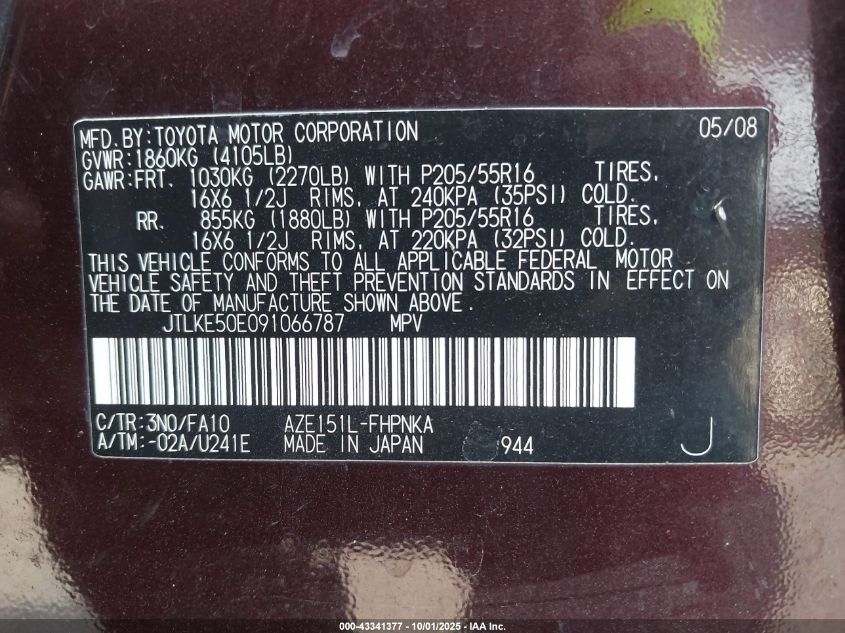 MFD. BY: TOYOTA MOTOR CORPORATION 05/08
GVWR: 1860KG (4105LB)
GAWR: FRT. 1030KG (2270LB) WITH P205/55R16 TIRES,
16X6 1/2J RIMS, AT 240KPA (35PSI) COLD.
RR. 855KG (1880LB) WITH P205/55R16 TIRES,
16X6 1/2J RIMS, AT 220KPA (32PSI) COLD.
THIS VEHICLE CONFORMS TO ALL APPLICABLE FEDERAL MOTOR
VEHICLE SAFETY AND THEFT PREVENTION STANDARDS IN EFFECT ON
THE DATE OF MANUFACTURE SHOWN ABOVE.
JTLKE50E091066787 MPV
C/TR: 3N0/FA10 AZE151L-FHPNKA
A/TM: -02A/U241E MADE IN JAPAN 944 J
000-43341377 - 10/01/2025 - IAA Inc.